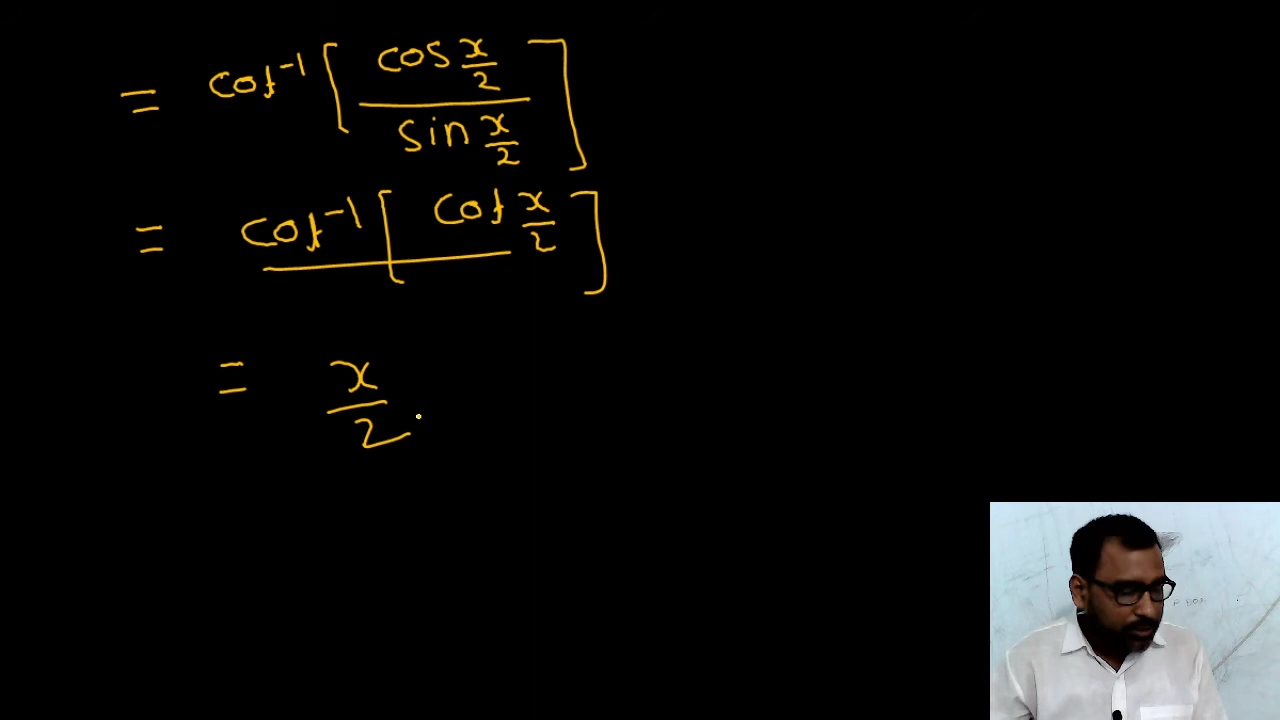 = cot⁻¹ [ cos x/2 / sin x/2 ]
= cot⁻¹ [ cot x/2 ]
= x/2